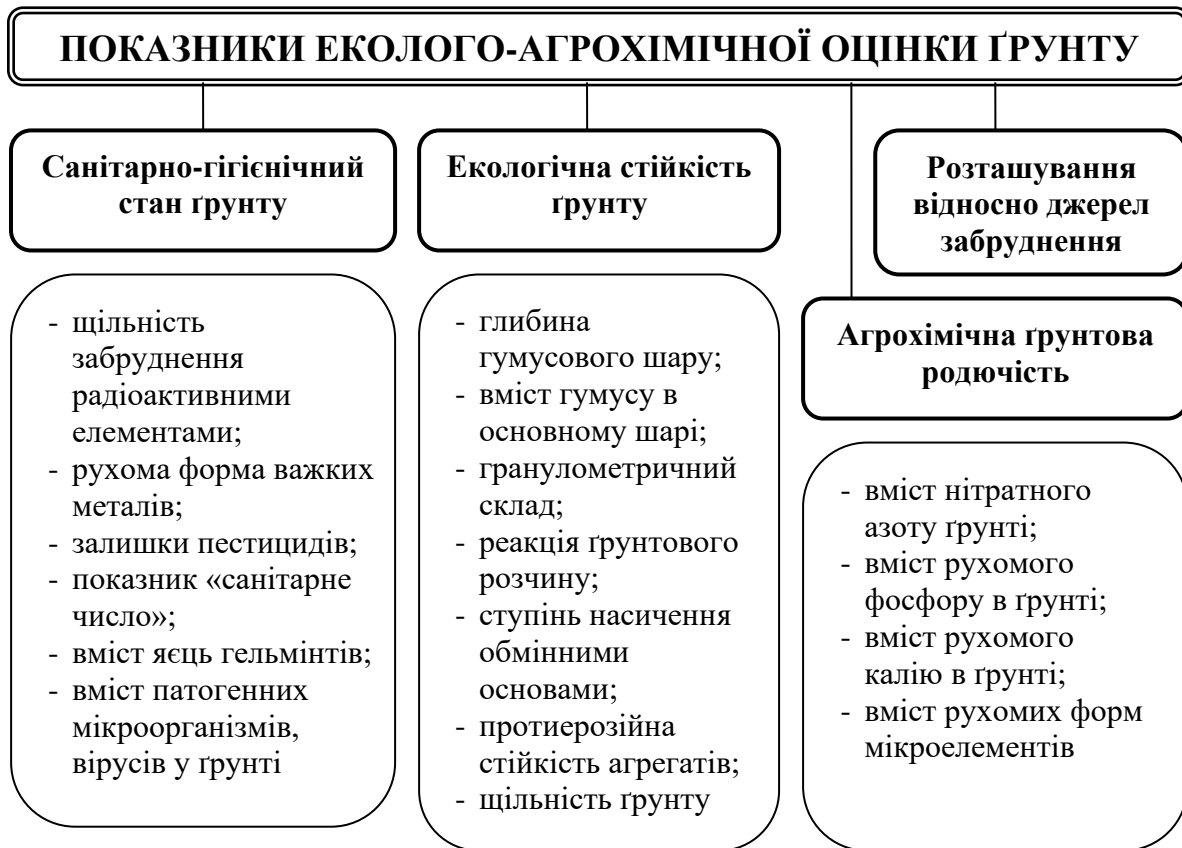 ПОКАЗНИКИ ЕКОЛОГО-АГРОХІМІЧНОЇ ОЦІНКИ ҐРУНТУ
Санітарно-гігієнічний
стан ґрунту
- щільність
забруднення
радіоактивними
елементами;
- рухома форма важких
металів;
- залишки пестицидів;
- показник «санітарне
число»;
- вміст яєць гельмінтів;
- вміст патогенних
мікроорганізмів,
вірусів у ґрунті
Екологічна стійкість
ґрунту
- глибина
гумусового шару;
- вміст гумусу в
основному шарі;
- гранулометричний
склад;
- реакція ґрунтового
розчину;
- ступінь насичення
обмінними
основами;
- протиерозійна
стійкість агрегатів;
- щільність ґрунту
Розташування
відносно джерел
забруднення
Агрохімічна ґрунтова
родючість
- вміст нітратного
азоту ґрунті;
- вміст рухомого
фосфору в ґрунті;
- вміст рухомого
калію в ґрунті;
- вміст рухомих форм
мікроелементів